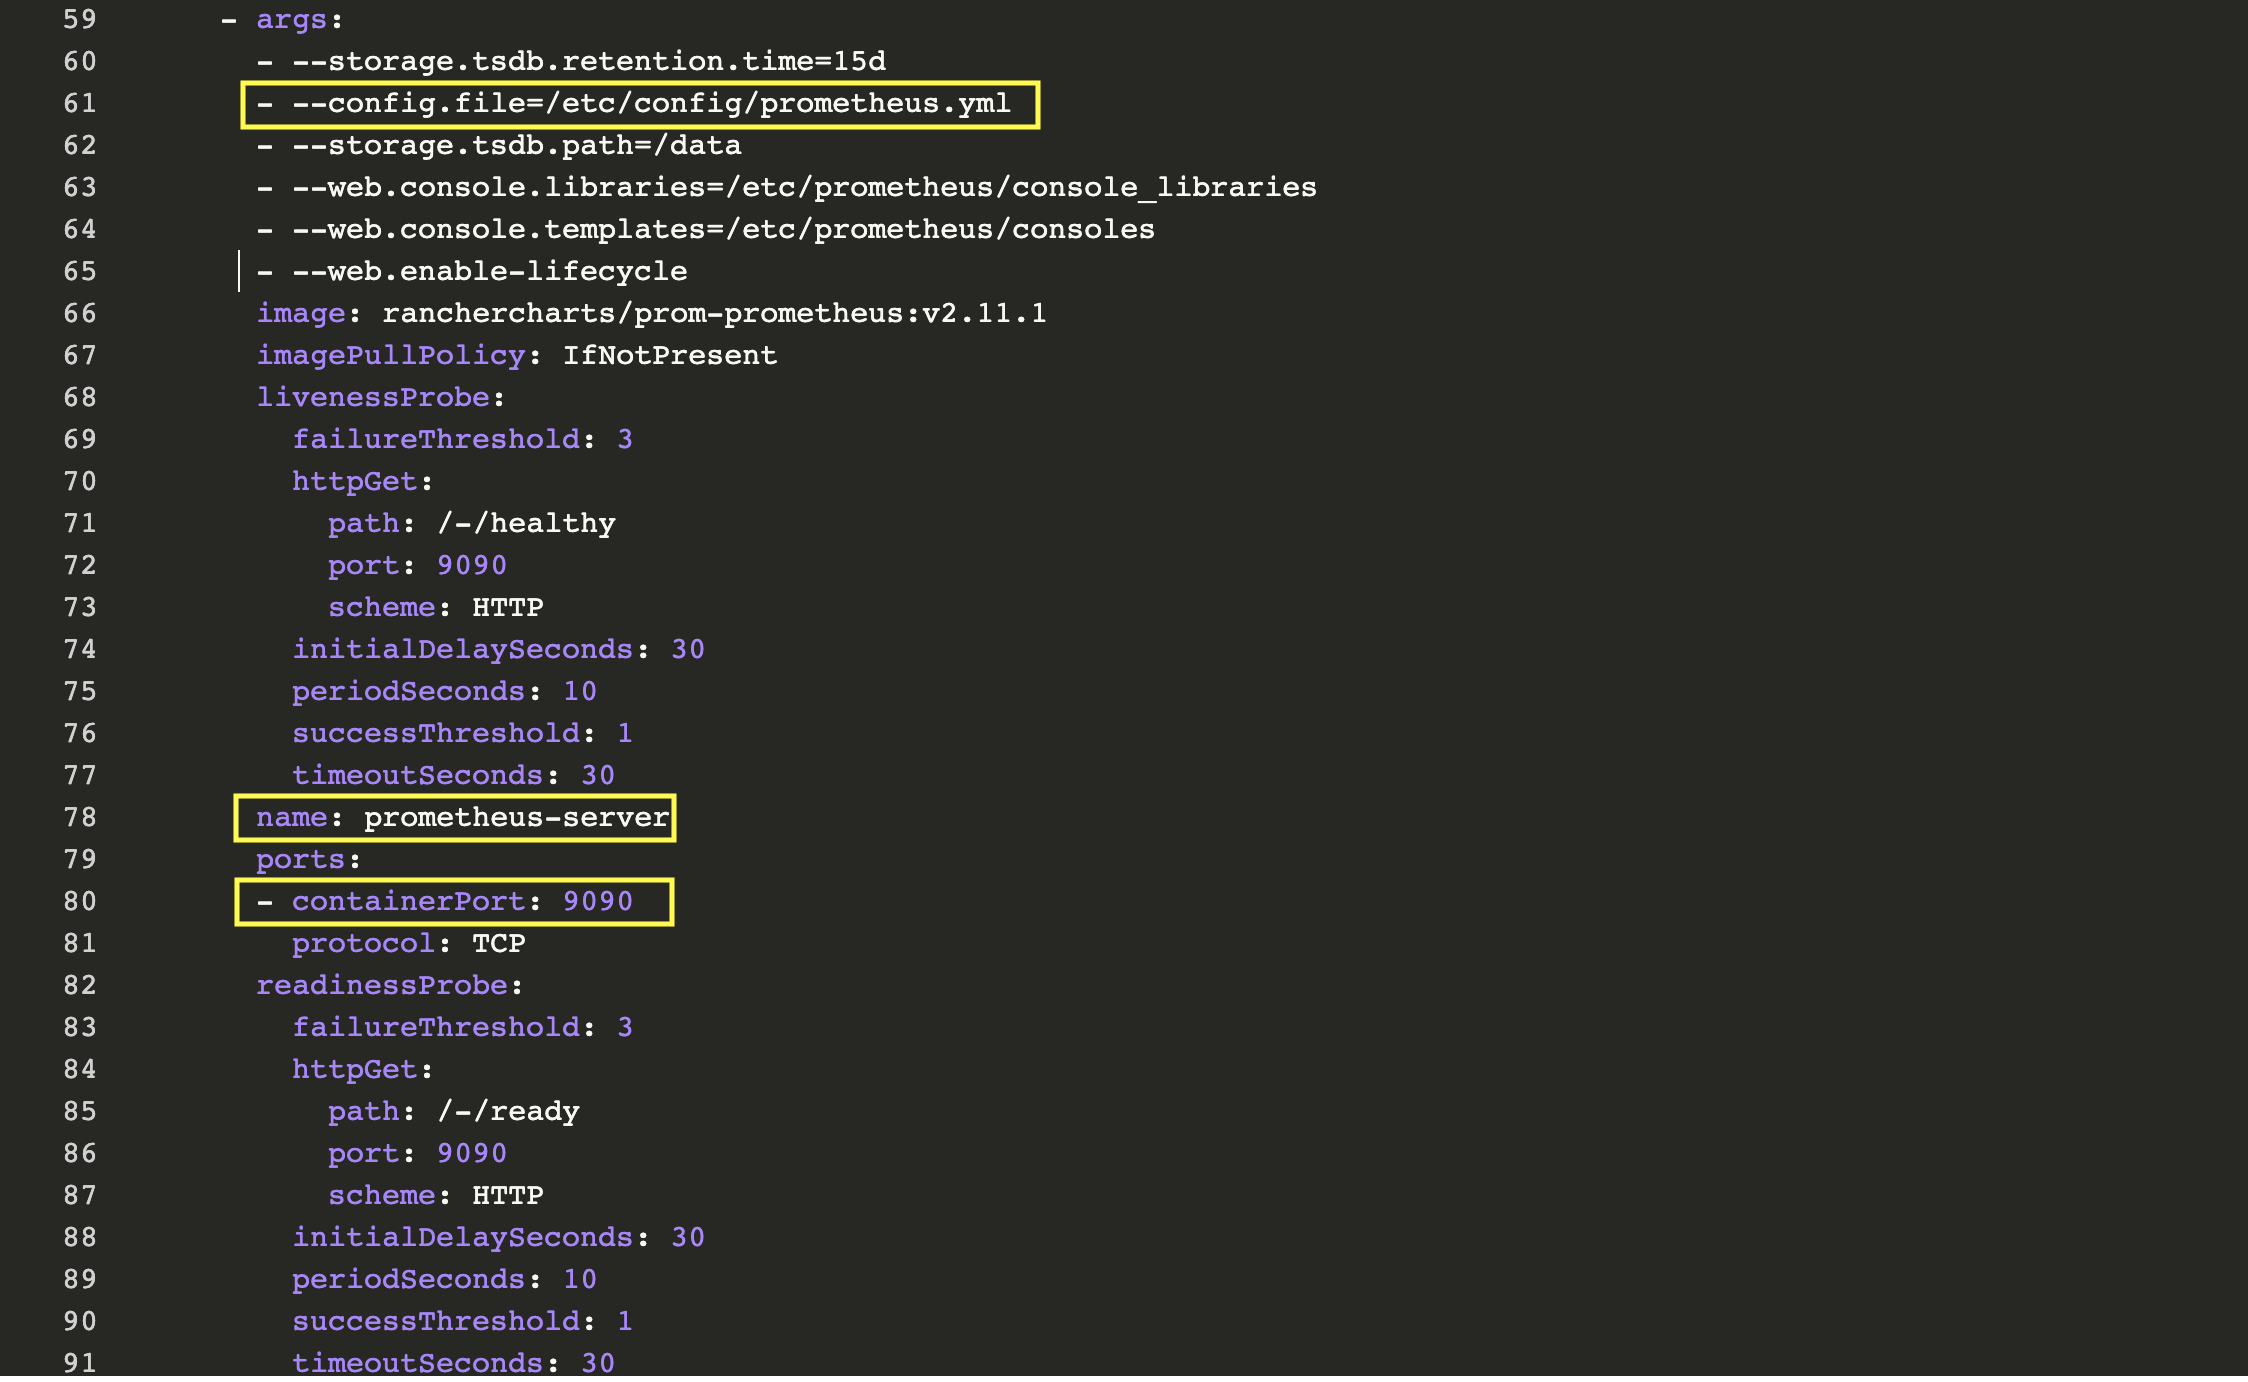 59 - args:
60 - --storage.tsdb.retention.time=15d
61 - --config.file=/etc/config/prometheus.yml
62 - --storage.tsdb.path=/data
63 - --web.console.libraries=/etc/prometheus/console_libraries
64 - --web.console.templates=/etc/prometheus/consoles
65 - --web.enable-lifecycle
66 image: ranchercharts/prom-prometheus:v2.11.1
67 imagePullPolicy: IfNotPresent
68 livenessProbe:
69 failureThreshold: 3
70 httpGet:
71 path: /-/healthy
72 port: 9090
73 scheme: HTTP
74 initialDelaySeconds: 30
75 periodSeconds: 10
76 successThreshold: 1
77 timeoutSeconds: 30
78 name: prometheus-server
79 ports:
80 - containerPort: 9090
81 protocol: TCP
82 readinessProbe:
83 failureThreshold: 3
84 httpGet:
85 path: /-/ready
86 port: 9090
87 scheme: HTTP
88 initialDelaySeconds: 30
89 periodSeconds: 10
90 successThreshold: 1
91 timeoutSeconds: 30